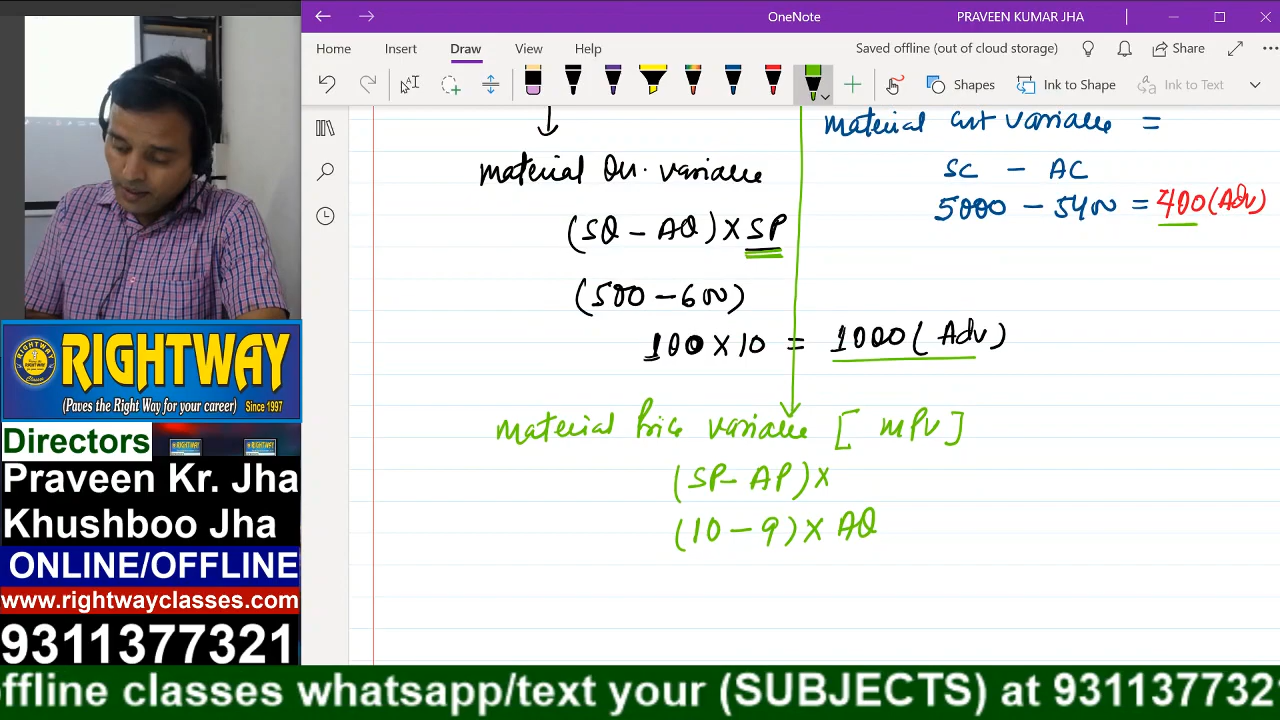 OneNote
PRAVEEN KUMAR JHA
Home Insert Draw View Help
Saved offline (out of cloud storage)
Share
Shapes
Ink to Shape
Ink to Text
material variance =
SC - AC
5000 - 5400 = 400 (Adv)
material Qu. variance
(SQ - AQ) × SP
(500 - 600)
100 × 10 = 1000 (Adv)
material Price variance [ mPV ]
(SP - AP) ×
(10 - 9) × AQ
RIGHTWAY
(Paves the Right Way for your career) Since 1997
Directors
Praveen Kr. Jha
Khushboo Jha
ONLINE/OFFLINE
www.rightwayclasses.com
9311377321
offline classes whatsapp/text your (SUBJECTS) at 931137732